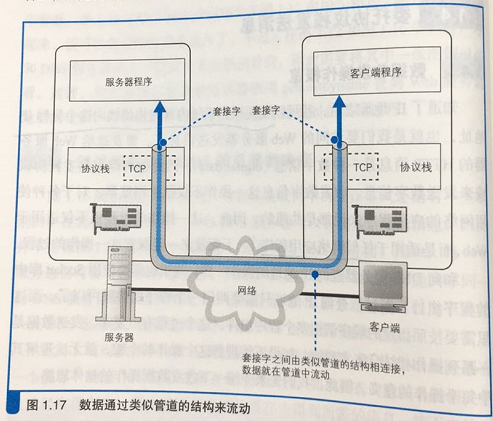 服务器程序
客户端程序
套接字 套接字
协议栈
TCP
TCP
协议栈
网络
服务器
客户端
套接字之间由类似管道的结构相连接，
数据就在管道中流动
图 1.17 数据通过类似管道的结构来流动